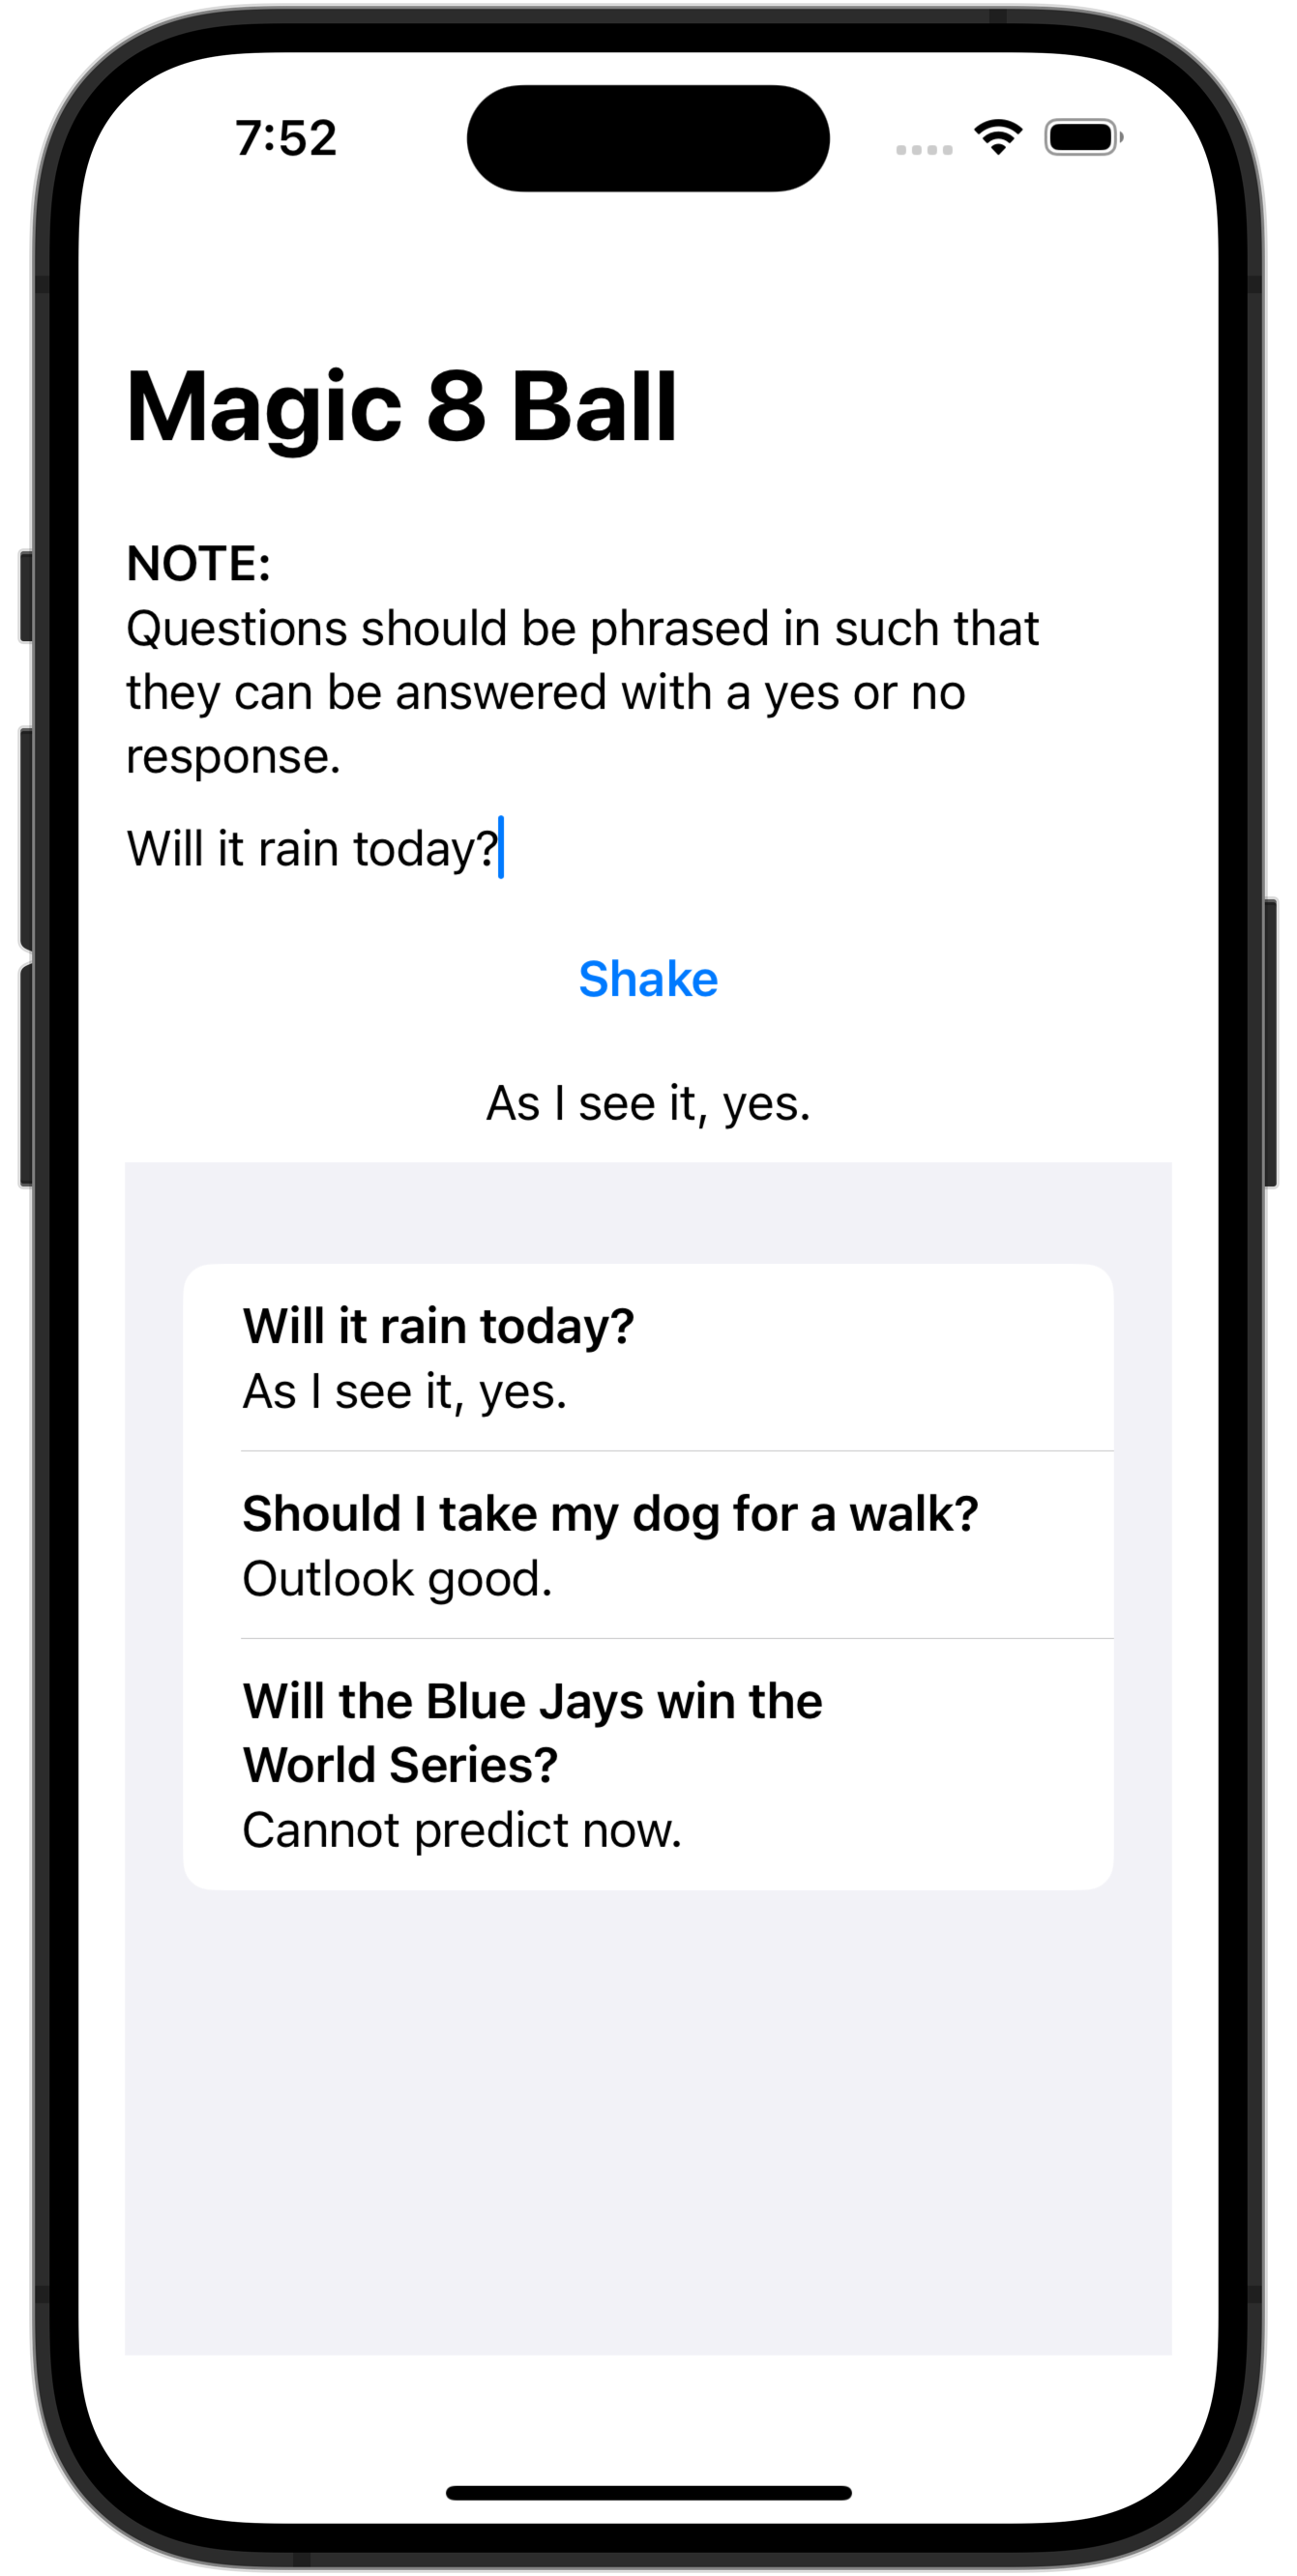 7:52
Magic 8 Ball
NOTE:
Questions should be phrased in such that
they can be answered with a yes or no
response.
Will it rain today?
Shake
As I see it, yes.
Will it rain today?
As I see it, yes.
Should I take my dog for a walk?
Outlook good.
Will the Blue Jays win the
World Series?
Cannot predict now.